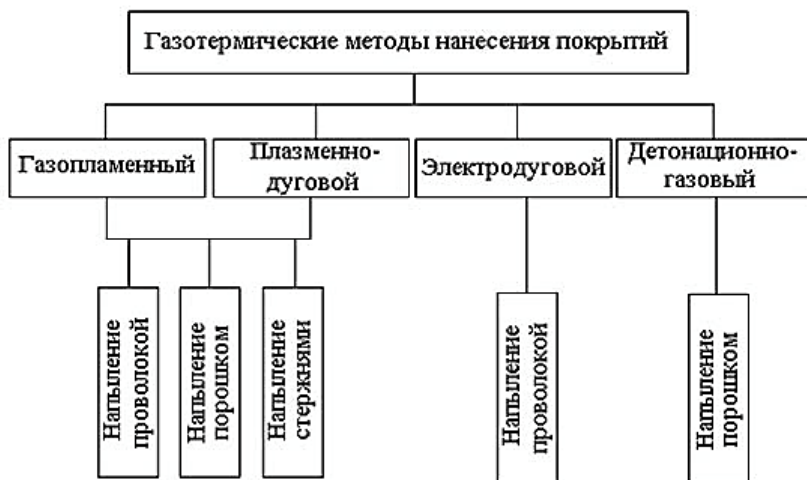 Газотермические методы нанесения покрытий
Газопламенный
Плазменно-
дуговой
Электродуговой
Детонационно-
газовый
Напыление
проволокой
Напыление
порошком
Напыление
стержнями
Напыление
проволокой
Напыление
порошком